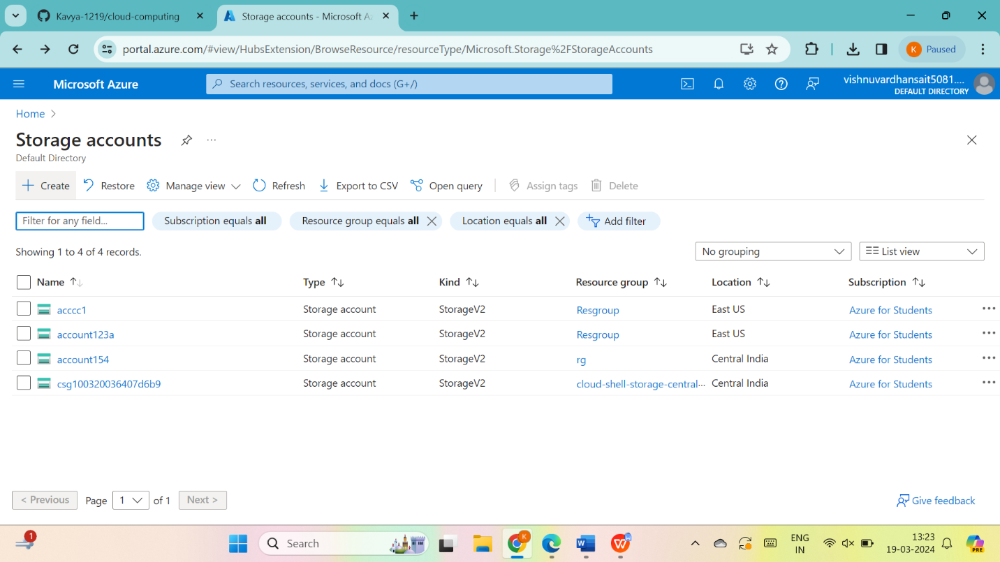 Kavya-1219/cloud-computing
Storage accounts - Microsoft Az
portal.azure.com/#view/HubsExtension/BrowseResource/resourceType/Microsoft.Storage%2FStorageAccounts
K Paused
Microsoft Azure
Search resources, services, and docs (G+/)
vishnuvardhansait5081....
DEFAULT DIRECTORY
Home
Storage accounts
Default Directory
Create Restore Manage view Refresh Export to CSV Open query Assign tags Delete
Filter for any field... Subscription equals all Resource group equals all Location equals all Add filter
Showing 1 to 4 of 4 records.
No grouping List view
Name Type Kind Resource group Location Subscription
acccc1 Storage account StorageV2 Resgroup East US Azure for Students
account123a Storage account StorageV2 Resgroup East US Azure for Students
account154 Storage account StorageV2 rg Central India Azure for Students
csg100320036407d6b9 Storage account StorageV2 cloud-shell-storage-central... Central India Azure for Students
< Previous Page 1 of 1 Next >
Give feedback
1
Search
K
ENG
IN
13:23
19-03-2024
PRE